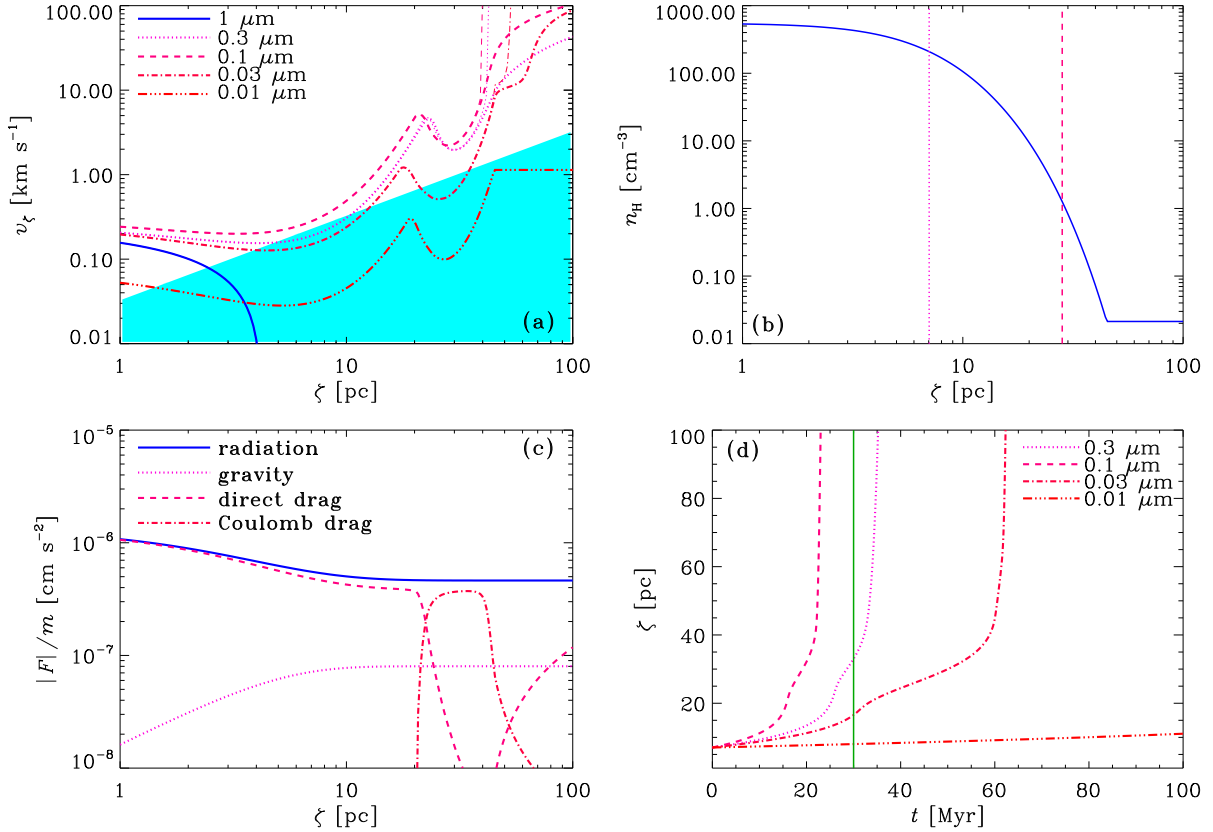 100.00
10.00
1.00
0.10
0.01
v_ζ [km s⁻¹]
1 μm
0.3 μm
0.1 μm
0.03 μm
0.01 μm
(a)
1 10 100
ζ [pc]
1000.00
100.00
10.00
1.00
0.10
0.01
n_H [cm⁻³]
(b)
1 10 100
ζ [pc]
10⁻⁵
10⁻⁶
10⁻⁷
10⁻⁸
|F|/m [cm s⁻²]
radiation
gravity
direct drag
Coulomb drag
(c)
1 10 100
ζ [pc]
100
80
60
40
20
ζ [pc]
(d)
0.3 μm
0.1 μm
0.03 μm
0.01 μm
0 20 40 60 80 100
t [Myr]